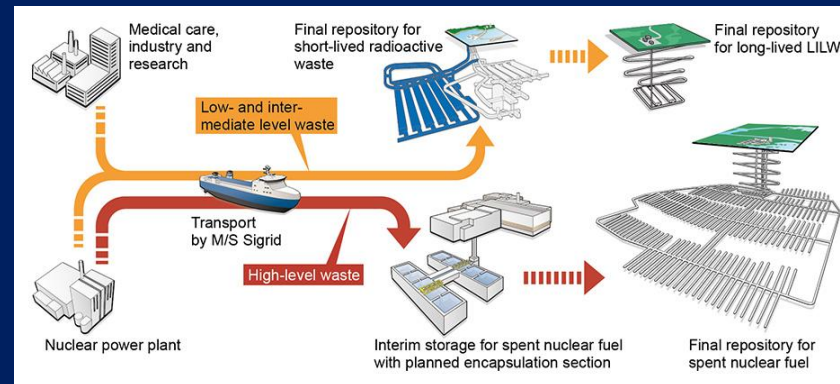 Medical care,
industry and
research
Final repository for
short-lived radioactive
waste
Final repository
for long-lived LILW
Low- and inter-
mediate level waste
Transport
by M/S Sigrid
High-level waste
Nuclear power plant
Interim storage for spent nuclear fuel
with planned encapsulation section
Final repository for
spent nuclear fuel